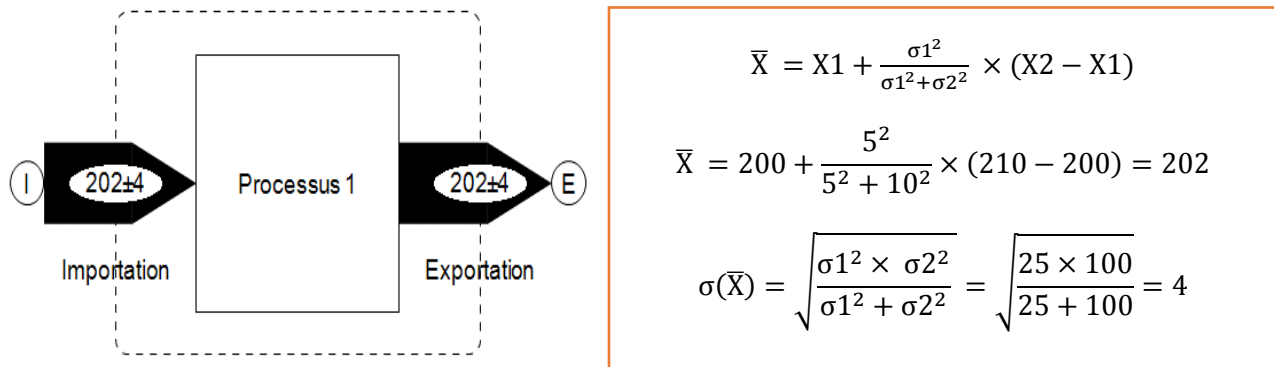 I 202±4 Processus 1 202±4 E
Importation Exportation
X̅ = X1 + σ1²/(σ1²+σ2²) × (X2 − X1)
X̅ = 200 + 5²/(5² + 10²) × (210 − 200) = 202
σ(X̅) = √((σ1² × σ2²)/(σ1² + σ2²)) = √((25 × 100)/(25 + 100)) = 4